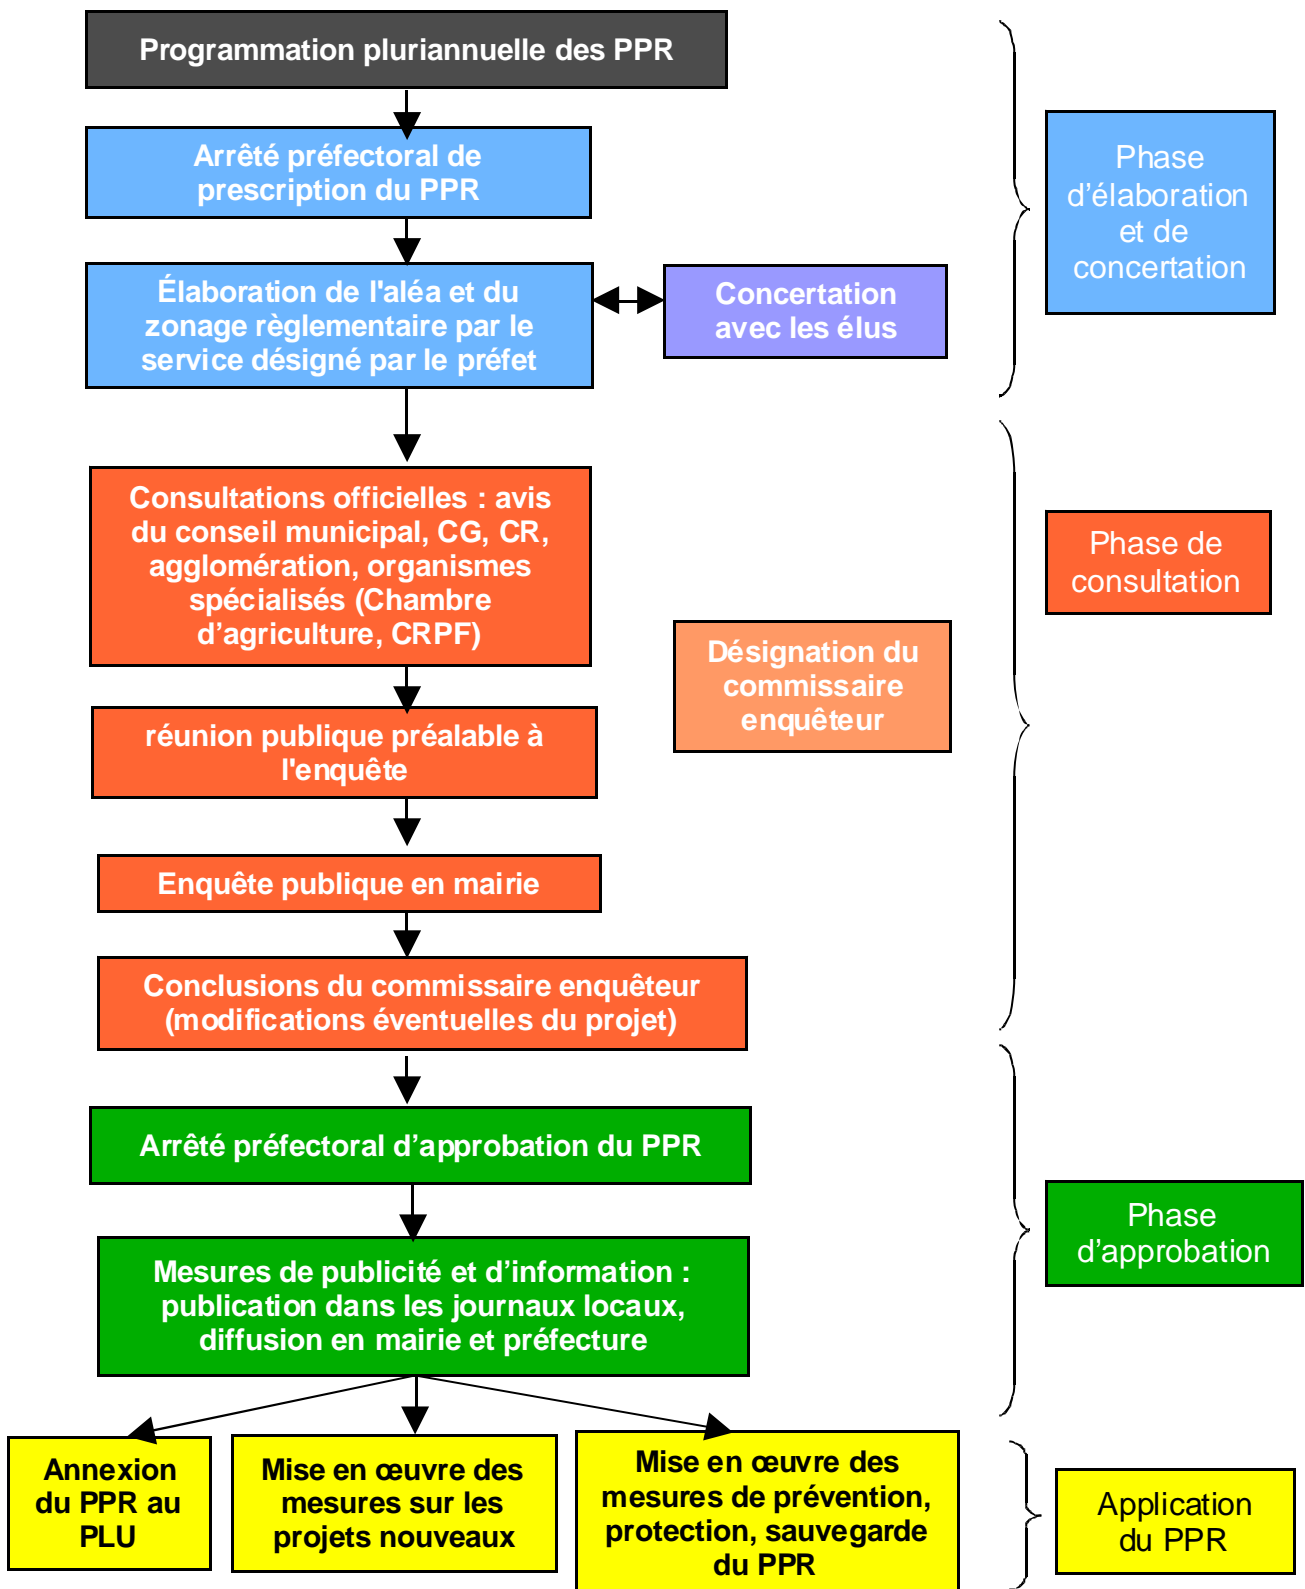 Programmation pluriannuelle des PPR
Arrêté préfectoral de
prescription du PPR
Phase
d’élaboration
et de
concertation
Élaboration de l'aléa et du
zonage règlementaire par le
service désigné par le préfet
Concertation
avec les élus
Consultations officielles : avis
du conseil municipal, CG, CR,
agglomération, organismes
spécialisés (Chambre
d’agriculture, CRPF)
Phase de
consultation
Désignation du
commissaire
enquêteur
réunion publique préalable à
l'enquête
Enquête publique en mairie
Conclusions du commissaire enquêteur
(modifications éventuelles du projet)
Arrêté préfectoral d’approbation du PPR
Phase
d’approbation
Mesures de publicité et d’information :
publication dans les journaux locaux,
diffusion en mairie et préfecture
Annexion
du PPR au
PLU
Mise en œuvre des
mesures sur les
projets nouveaux
Mise en œuvre des
mesures de prévention,
protection, sauvegarde
du PPR
Application
du PPR